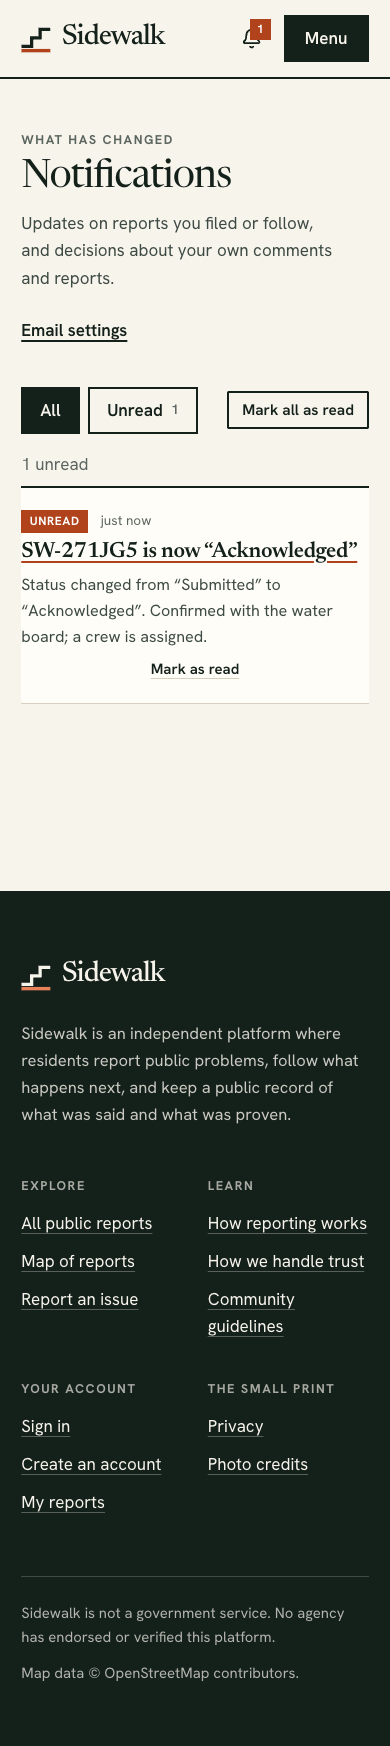 Sidewalk
1
Menu
WHAT HAS CHANGED
Notifications
Updates on reports you filed or follow,
and decisions about your own comments
and reports.
Email settings
All
Unread 1
Mark all as read
1 unread
UNREAD just now
SW-271JG5 is now “Acknowledged”
Status changed from “Submitted” to
“Acknowledged”. Confirmed with the water
board; a crew is assigned.
Mark as read
Sidewalk
Sidewalk is an independent platform where
residents report public problems, follow what
happens next, and keep a public record of
what was said and what was proven.
EXPLORE
All public reports
Map of reports
Report an issue
LEARN
How reporting works
How we handle trust
Community
guidelines
YOUR ACCOUNT
Sign in
Create an account
My reports
THE SMALL PRINT
Privacy
Photo credits
Sidewalk is not a government service. No agency
has endorsed or verified this platform.
Map data © OpenStreetMap contributors.